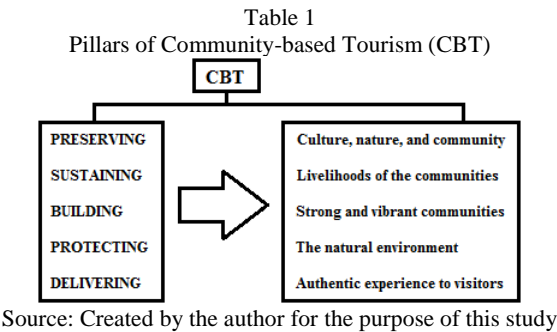 Table 1
Pillars of Community-based Tourism (CBT)
CBT
PRESERVING
SUSTAINING
BUILDING
PROTECTING
DELIVERING
Culture, nature, and community
Livelihoods of the communities
Strong and vibrant communities
The natural environment
Authentic experience to visitors
Source: Created by the author for the purpose of this study